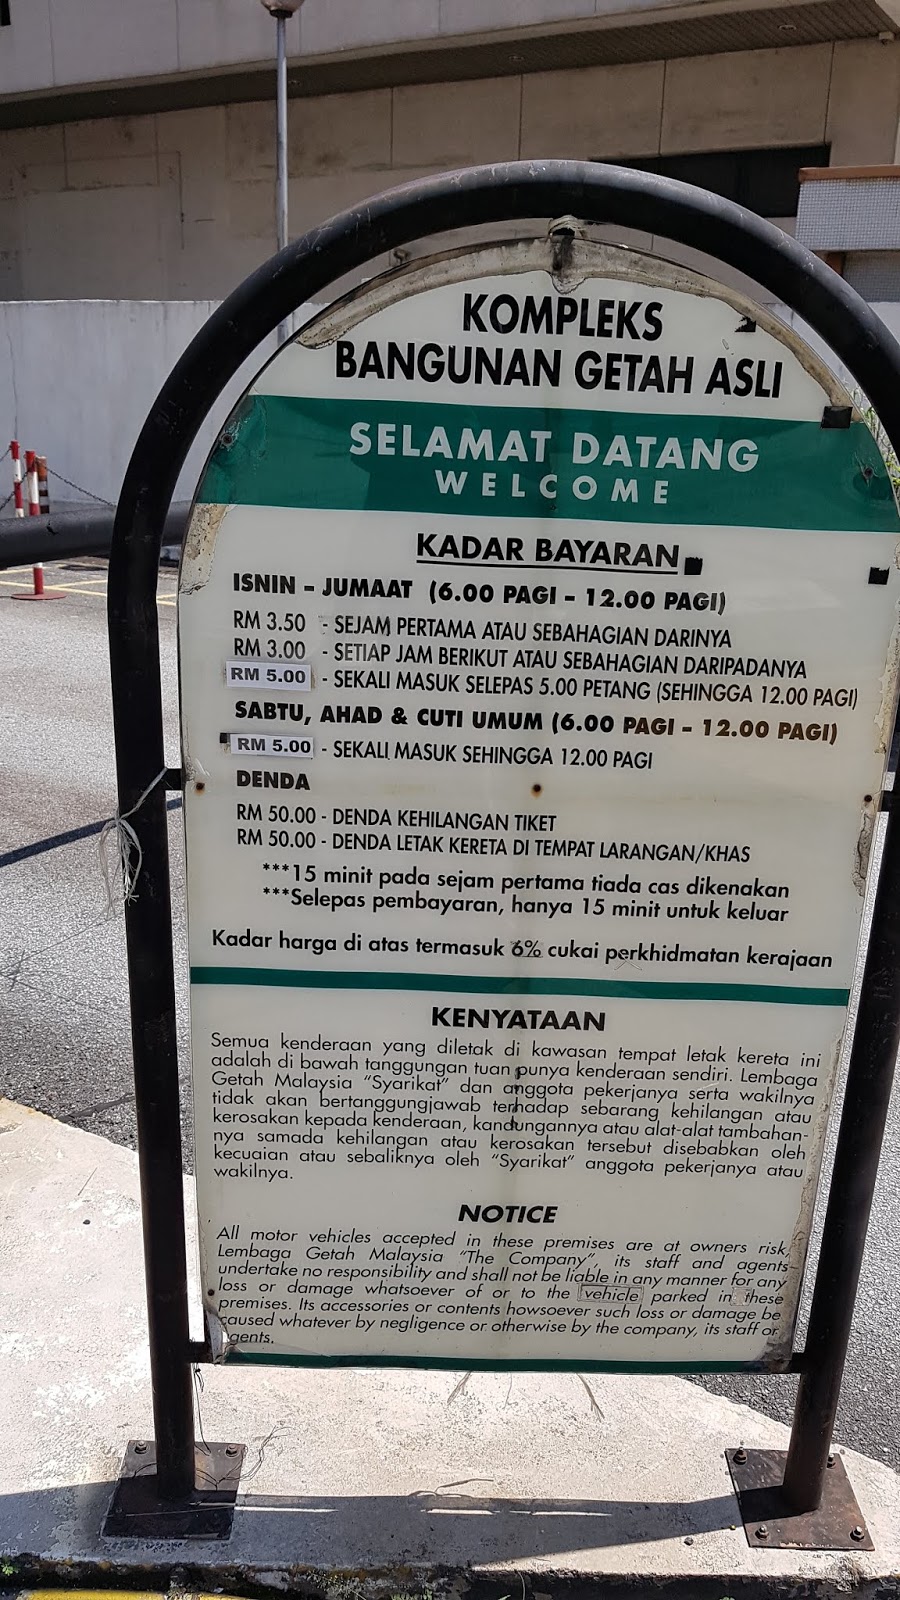 KOMPLEKS
BANGUNAN GETAH ASLI
SELAMAT DATANG
WELCOME
KADAR BAYARAN
ISNIN - JUMAAT (6.00 PAGI - 12.00 PAGI)
RM 3.50 - SEJAM PERTAMA ATAU SEBAHAGIAN DARINYA
RM 3.00 - SETIAP JAM BERIKUT ATAU SEBAHAGIAN DARIPADANYA
RM 5.00 - SEKALI MASUK SELEPAS 5.00 PETANG (SEHINGGA 12.00 PAGI)
SABTU, AHAD & CUTI UMUM (6.00 PAGI - 12.00 PAGI)
RM 5.00 - SEKALI MASUK SEHINGGA 12.00 PAGI
DENDA
RM 50.00 - DENDA KEHILANGAN TIKET
RM 50.00 - DENDA LETAK KERETA DI TEMPAT LARANGAN/KHAS
***15 minit pada sejam pertama tiada cas dikenakan
***Selepas pembayaran, hanya 15 minit untuk keluar
Kadar harga di atas termasuk 6% cukai perkhidmatan kerajaan
KENYATAAN
Semua kenderaan yang diletak di kawasan tempat letak kereta ini
adalah di bawah tanggungan tuan punya kenderaan sendiri. Lembaga
Getah Malaysia "Syarikat" dan anggota pekerjanya serta wakilnya
tidak akan bertanggungjawab terhadap sebarang kehilangan atau
kerosakan kepada kenderaan, kandungannya atau alat-alat tambahan-
nya samada kehilangan atau kerosakan tersebut disebabkan oleh
kecuaian atau sebaliknya oleh "Syarikat" anggota pekerjanya atau
wakilnya.
NOTICE
All motor vehicles accepted in these premises are at owners risk,
Lembaga Getah Malaysia "The Company", its staff and agents
undertake no responsibility and shall not be liable in any manner for any
loss or damage whatsoever of or to the vehicle parked in these
premises. Its accessories or contents howsoever such loss or damage be
caused whatever by negligence or otherwise by the company, its staff or
agents.